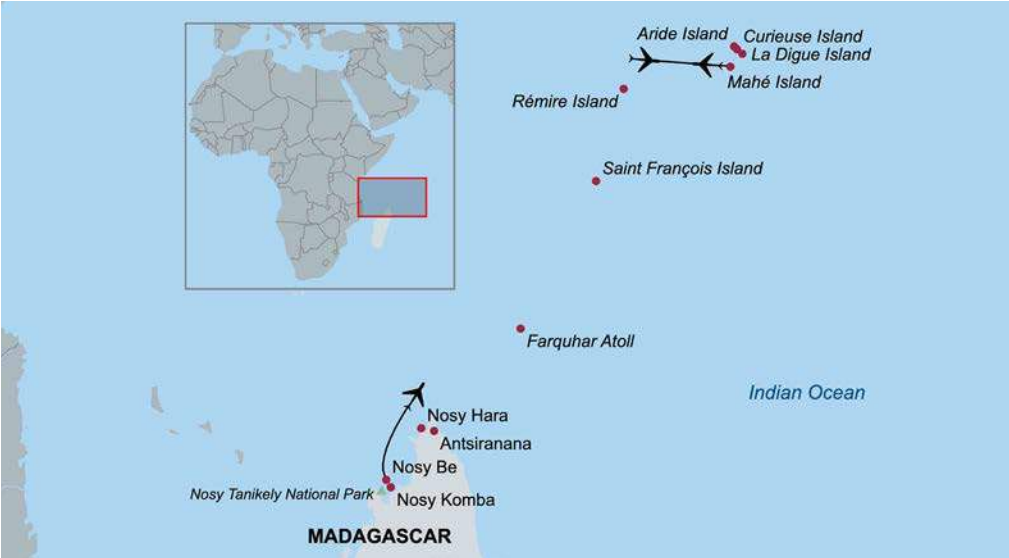 Aride Island
Curieuse Island
La Digue Island
Mahé Island
Rémire Island
Saint François Island
Farquhar Atoll
Indian Ocean
Nosy Hara
Antsiranana
Nosy Be
Nosy Tanikely National Park
Nosy Komba
MADAGASCAR